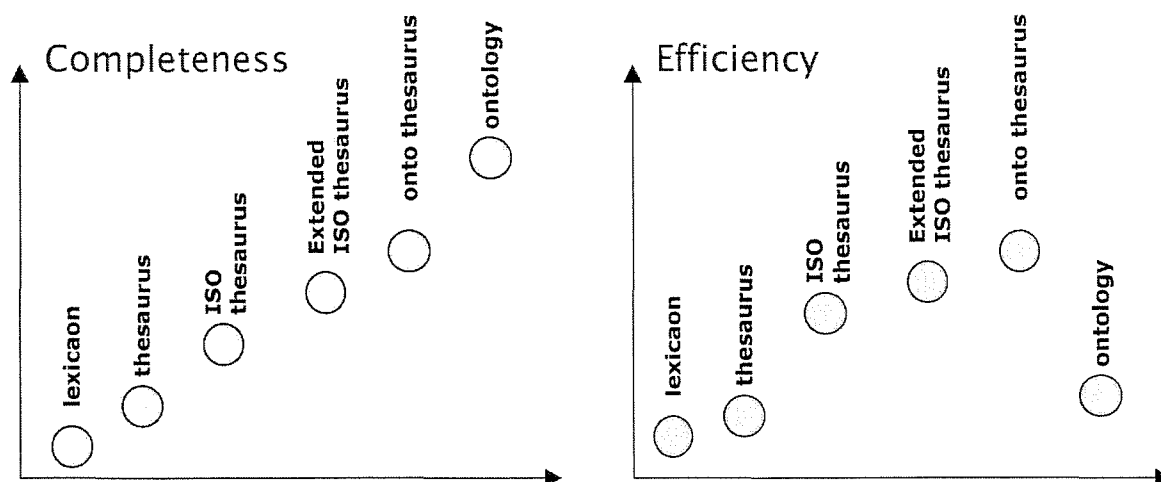 Completeness
lexicaon
thesaurus
ISO
thesaurus
Extended
ISO thesaurus
onto thesaurus
ontology
Efficiency
lexicaon
thesaurus
ISO
thesaurus
Extended
ISO thesaurus
onto thesaurus
ontology